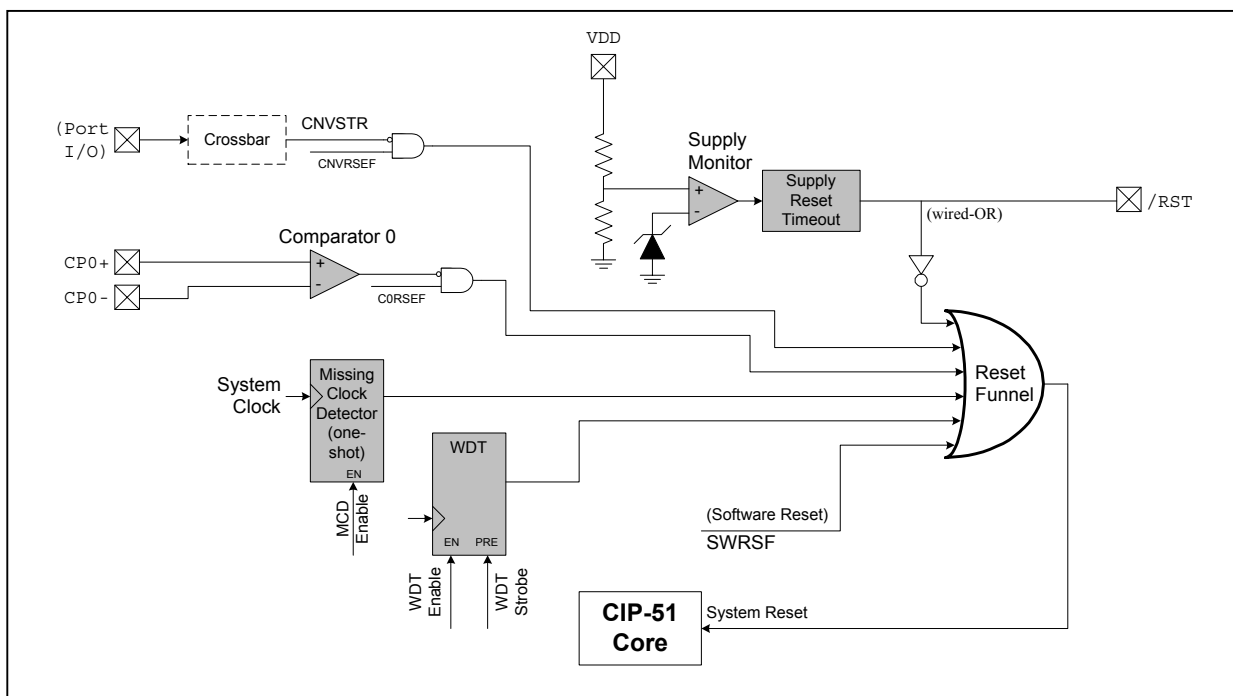 VDD
(Port
I/O)
Crossbar
CNVSTR
CNVRSEF
Supply
Monitor
+
-
Supply
Reset
Timeout
(wired-OR)
/RST
Comparator 0
CP0+
CP0-
+
-
C0RSEF
System
Clock
Missing
Clock
Detector
(one-
shot)
EN
MCD
Enable
WDT
EN
PRE
WDT
Enable
WDT
Strobe
Reset
Funnel
(Software Reset)
SWRSF
CIP-51
Core
System Reset